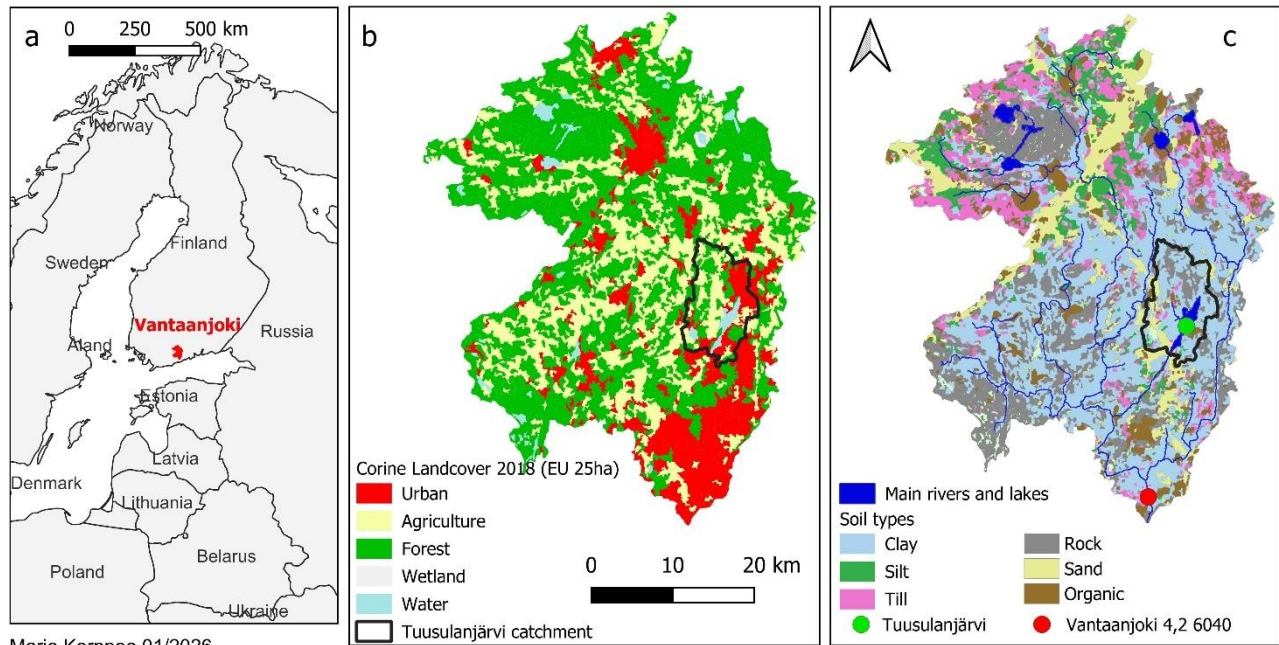 a
0 250 500 km
Norway
Finland
Sweden
Vantaanjoki
Russia
Åland
Estonia
Latvia
Denmark
Lithuania
Belarus
Poland
Ukraine
01/2026
b
Corine Landcover 2018 (EU 25ha)
Urban
Agriculture
Forest
Wetland
Water
Tuusulanjärvi catchment
0 10 20 km
c
Main rivers and lakes
Soil types
Clay
Silt
Till
Rock
Sand
Organic
Tuusulanjärvi
Vantaanjoki 4,2 6040